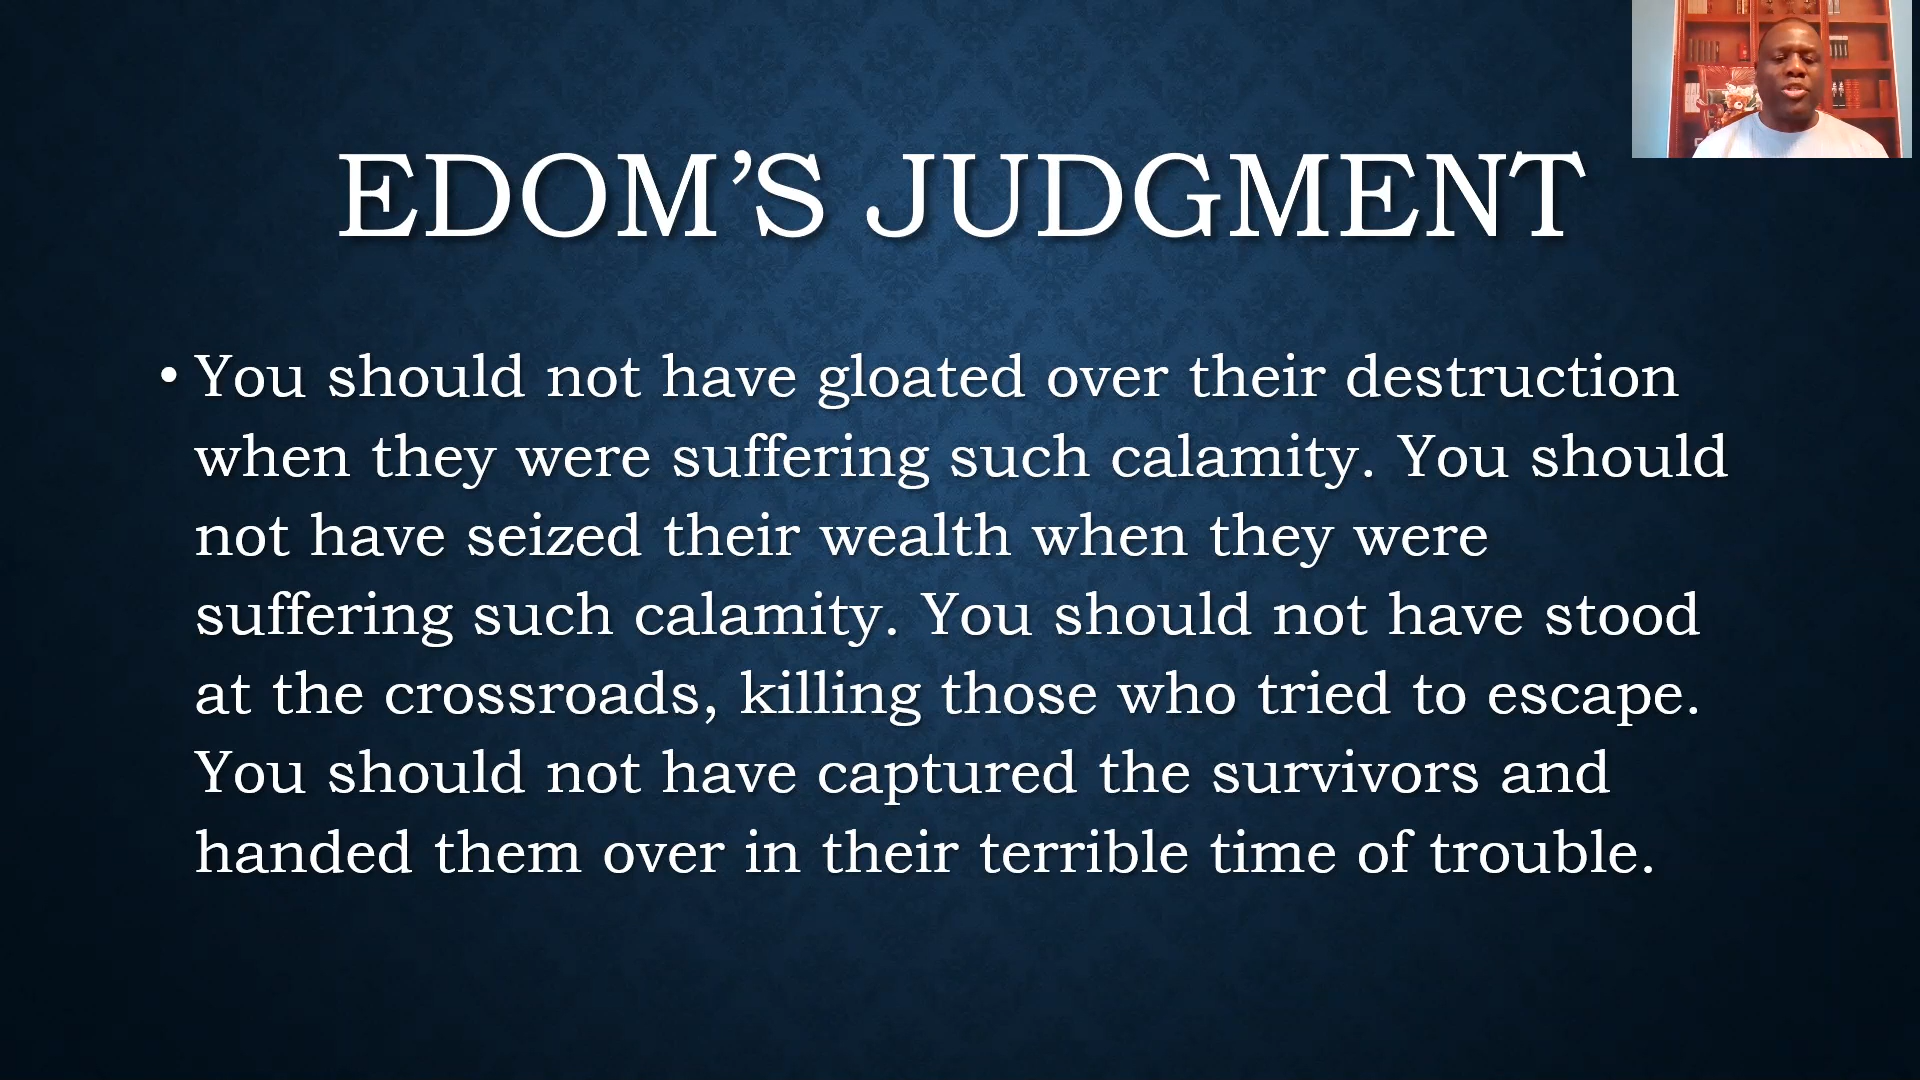 EDOM’S JUDGMENT
• You should not have gloated over their destruction
when they were suffering such calamity. You should
not have seized their wealth when they were
suffering such calamity. You should not have stood
at the crossroads, killing those who tried to escape.
You should not have captured the survivors and
handed them over in their terrible time of trouble.